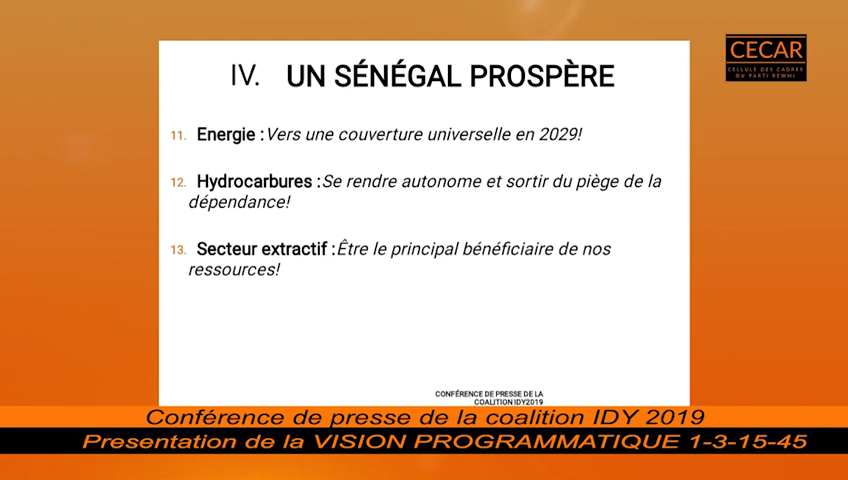 CECAR
CELLULE DES CADRES
DU PARTI REWMI
IV. UN SÉNÉGAL PROSPÈRE
11. Energie :Vers une couverture universelle en 2029!
12. Hydrocarbures :Se rendre autonome et sortir du piège de la
dépendance!
13. Secteur extractif :Être le principal bénéficiaire de nos
ressources!
CONFÉRENCE DE PRESSE DE LA
COALITION IDY2019
Conférence de presse de la coalition IDY 2019
Presentation de la VISION PROGRAMMATIQUE 1-3-15-45